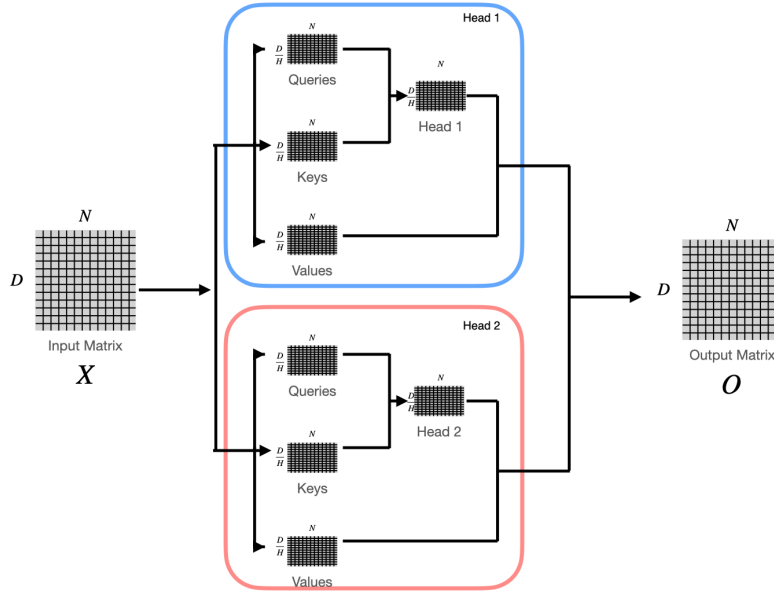 Head 1
N
D/H
Queries
N
D/H
Head 1
N
D/H
Keys
N
D/H
Values
N
D
Input Matrix
X
N
D
Output Matrix
O
Head 2
N
D/H
Queries
N
D/H
Head 2
N
D/H
Keys
N
D/H
Values